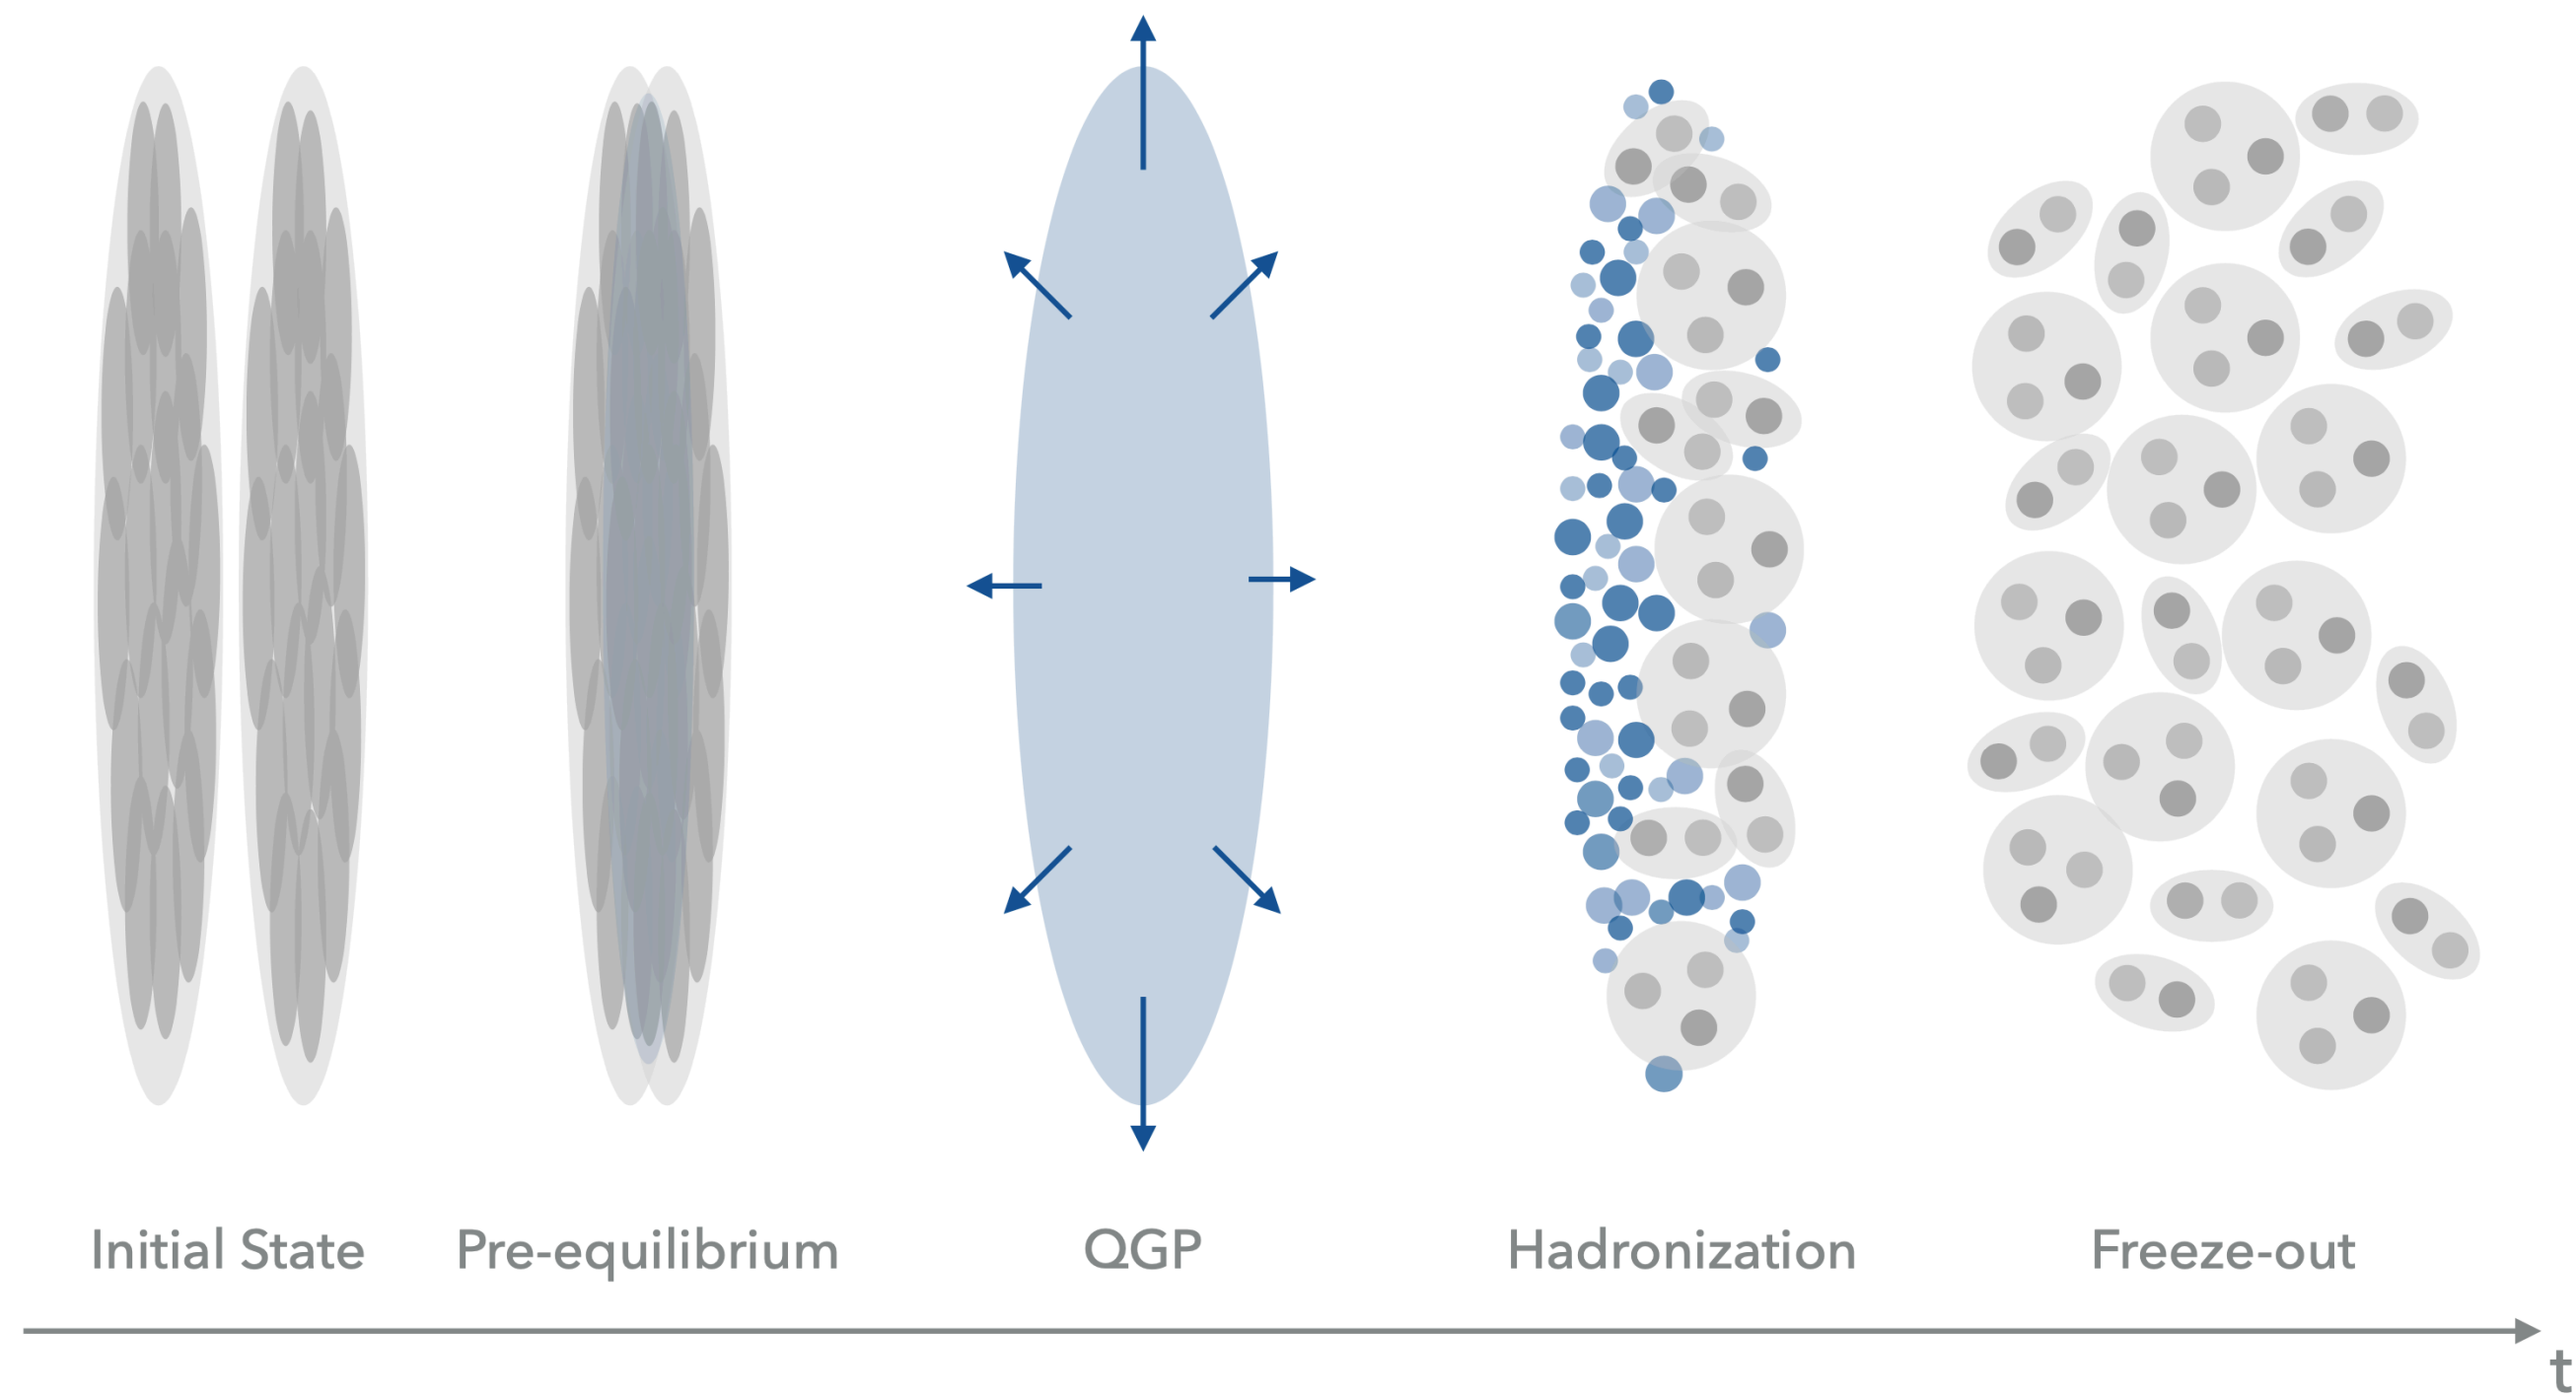 Initial State
Pre-equilibrium
QGP
Hadronization
Freeze-out
t